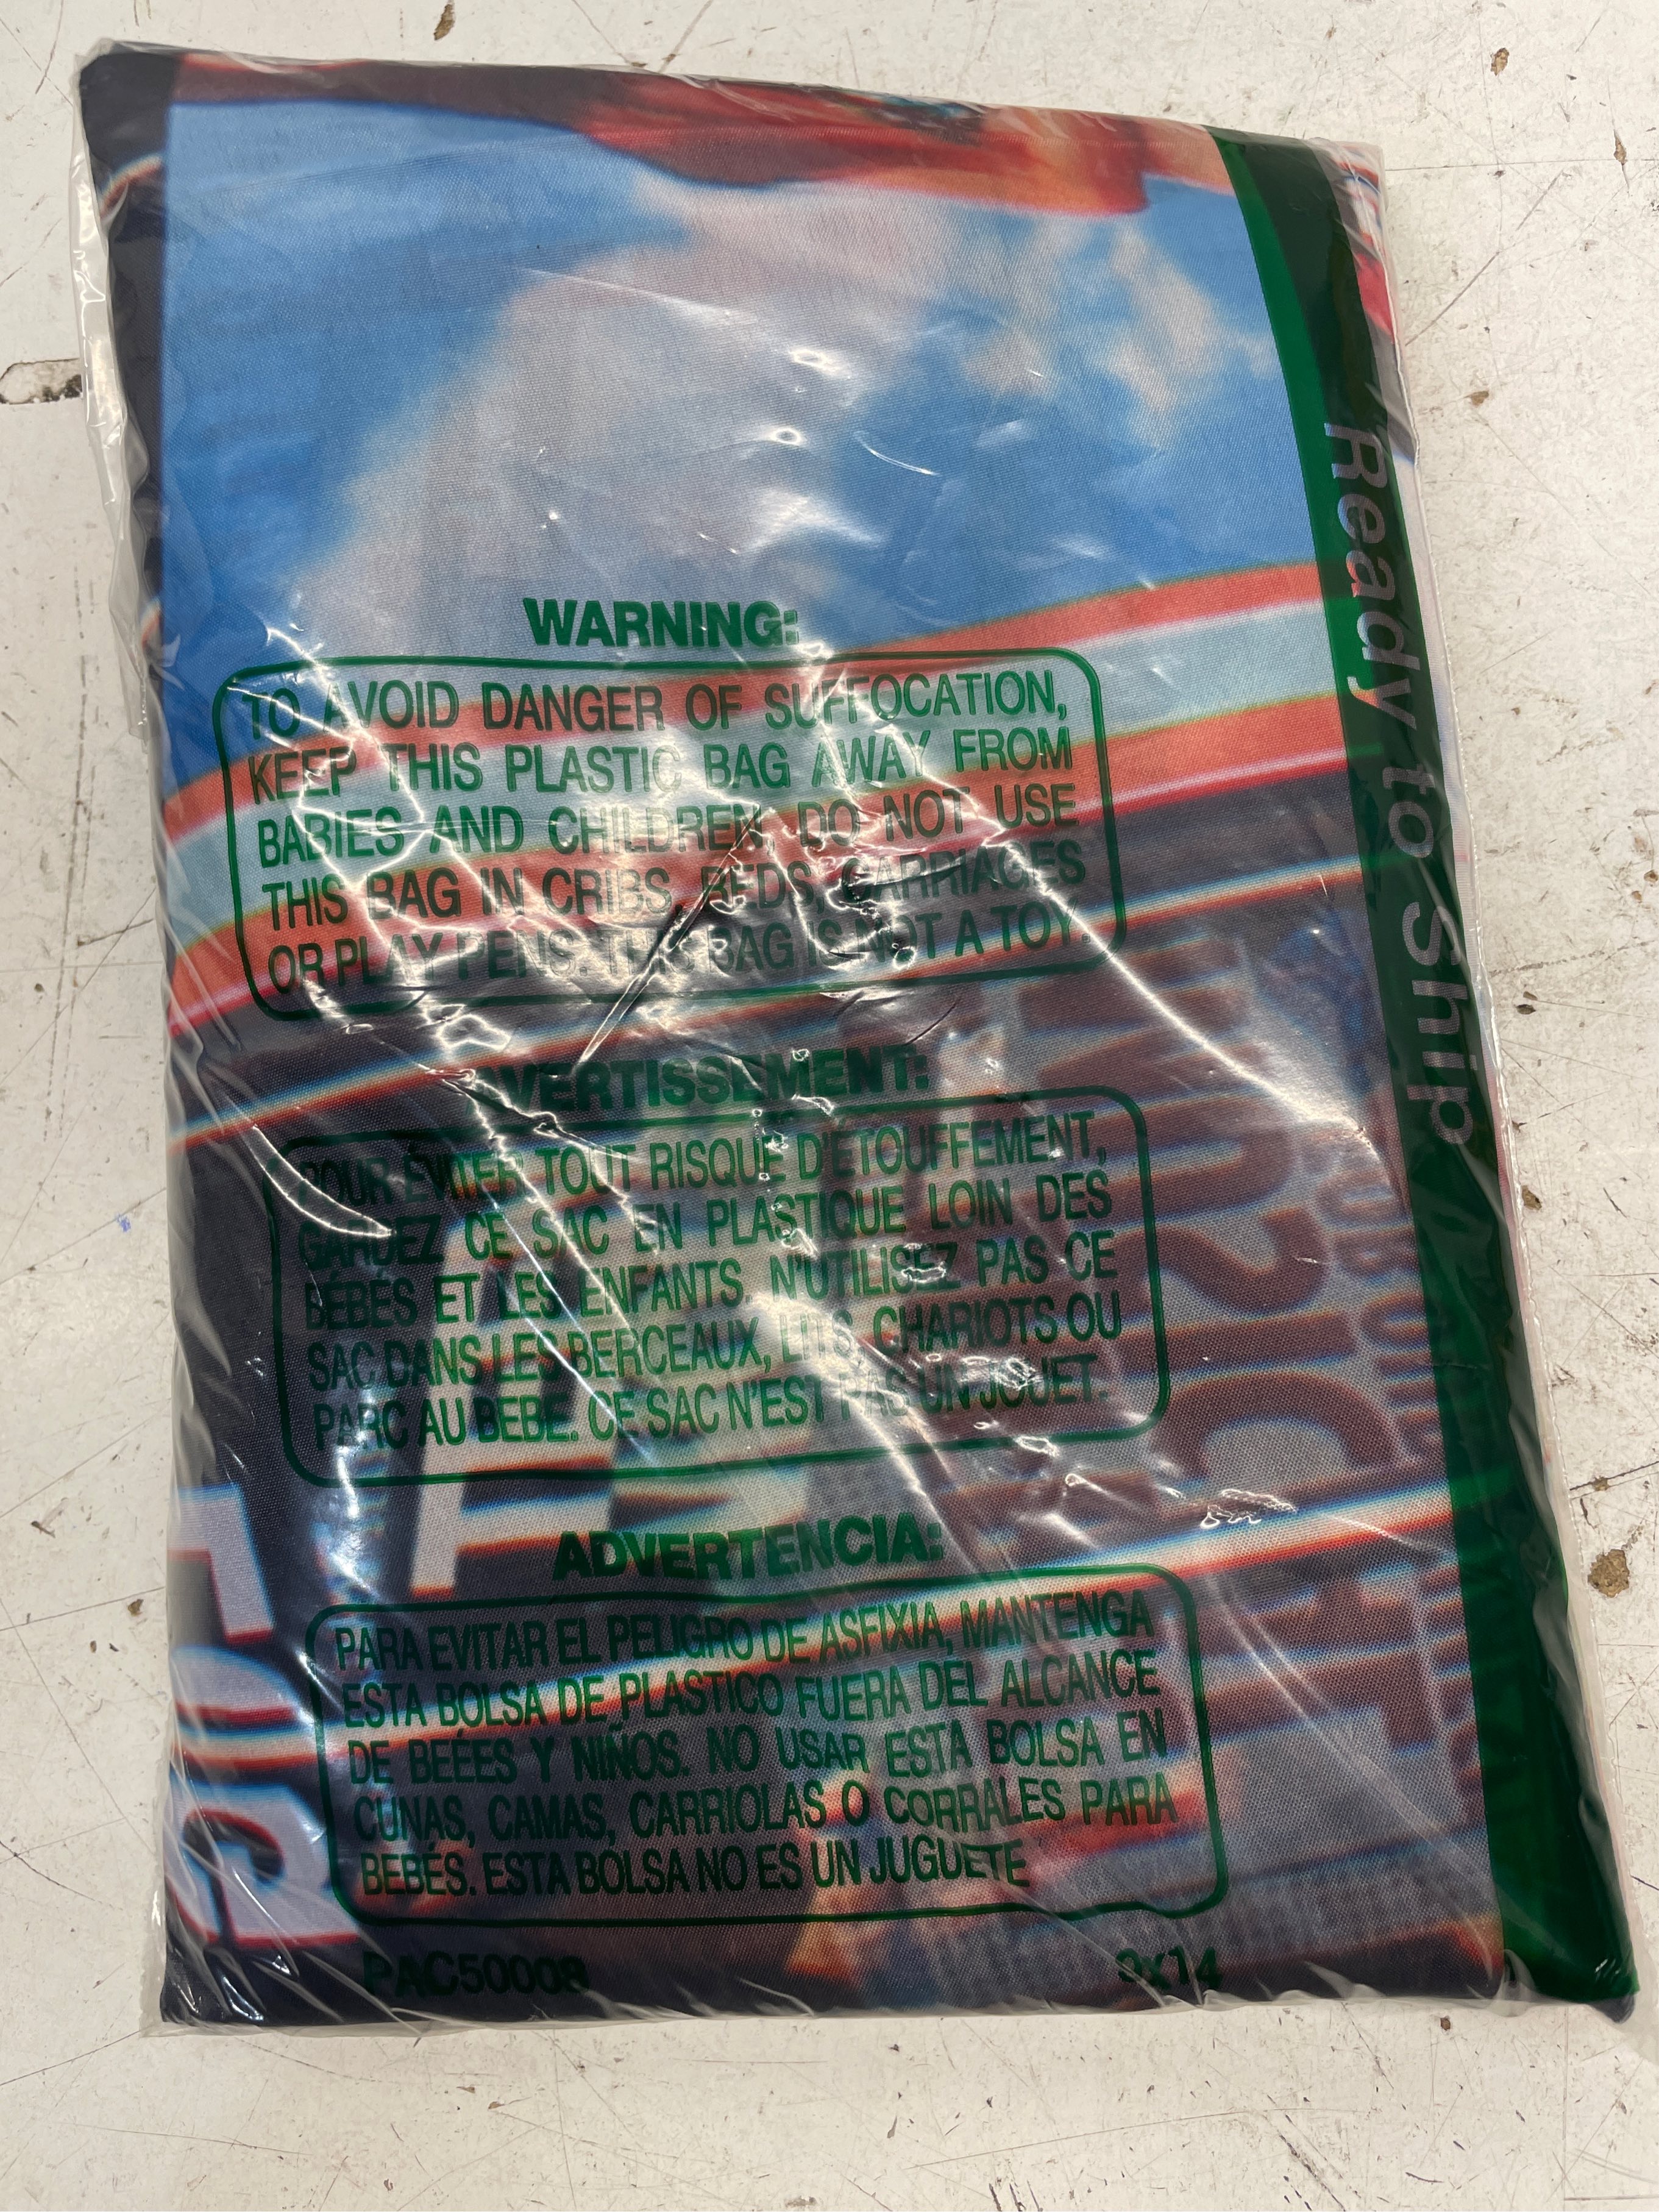 WARNING:
TO AVOID DANGER OF SUFFOCATION,
KEEP THIS PLASTIC BAG AWAY FROM
BABIES AND CHILDREN, DO NOT USE
THIS BAG IN CRIBS, BEDS, CARRIAGES
OR PLAY PENS. THIS BAG IS NOT A TOY.
AVERTISSEMENT:
POUR ÉVITER TOUT RISQUE D'ETOUFFEMENT,
GARDEZ CE SAC EN PLASTIQUE LOIN DES
BÉBÉS ET LES ENFANTS. N'UTILISEZ PAS CE
SAC DANS LES BERCEAUX, LITS, CHARIOTS OU
PARC AU BEBE. CE SAC N'EST PAS UN JOUET.
ADVERTENCIA:
PARA EVITAR EL PELIGRO DE ASFIXIA, MANTENGA
ESTA BOLSA DE PLASTICO FUERA DEL ALCANCE
DE BEÉES Y NIÑOS. NO USAR ESTA BOLSA EN
CUNAS, CAMAS, CARRIOLAS O CORRALES PARA
BEBÉS. ESTA BOLSA NO ES UN JUGUETE
PAC50008 9x14
Ready to Ship